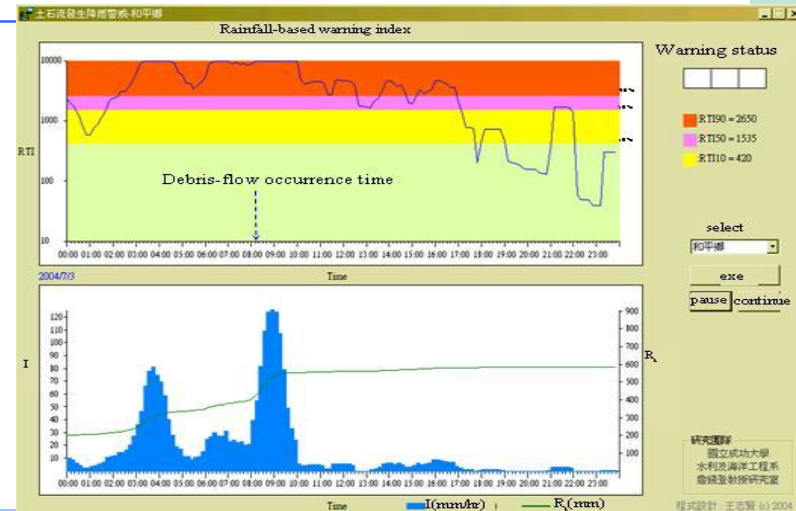 土石流發生降雨警戒-和平鄉
Rainfall-based warning index
10000
1000
RTI
100
10
Debris-flow occurrence time
00:00 01:00 02:00 03:00 04:00 05:00 06:00 07:00 08:00 09:00 10:00 11:00 12:00 13:00 14:00 15:00 16:00 17:00 18:00 19:00 20:00 21:00 22:00 23:00
2004/7/3
Time
Warning status
RTI90 = 2650
RTI50 = 1535
RTI10 = 420
select
和平鄉
exe
pause continue
120
110
100
90
80
70
60
50
40
30
20
10
I
900
800
700
600
500
400
300
200
100
Rt
00:00 01:00 02:00 03:00 04:00 05:00 06:00 07:00 08:00 09:00 10:00 11:00 12:00 13:00 14:00 15:00 16:00 17:00 18:00 19:00 20:00 21:00 22:00 23:00
Time
I(mm/hr)
Rt(mm)
研究團隊
國立成功大學
水利及海洋工程系
詹錢登教授研究室
程式設計:王志賢 (c) 2004